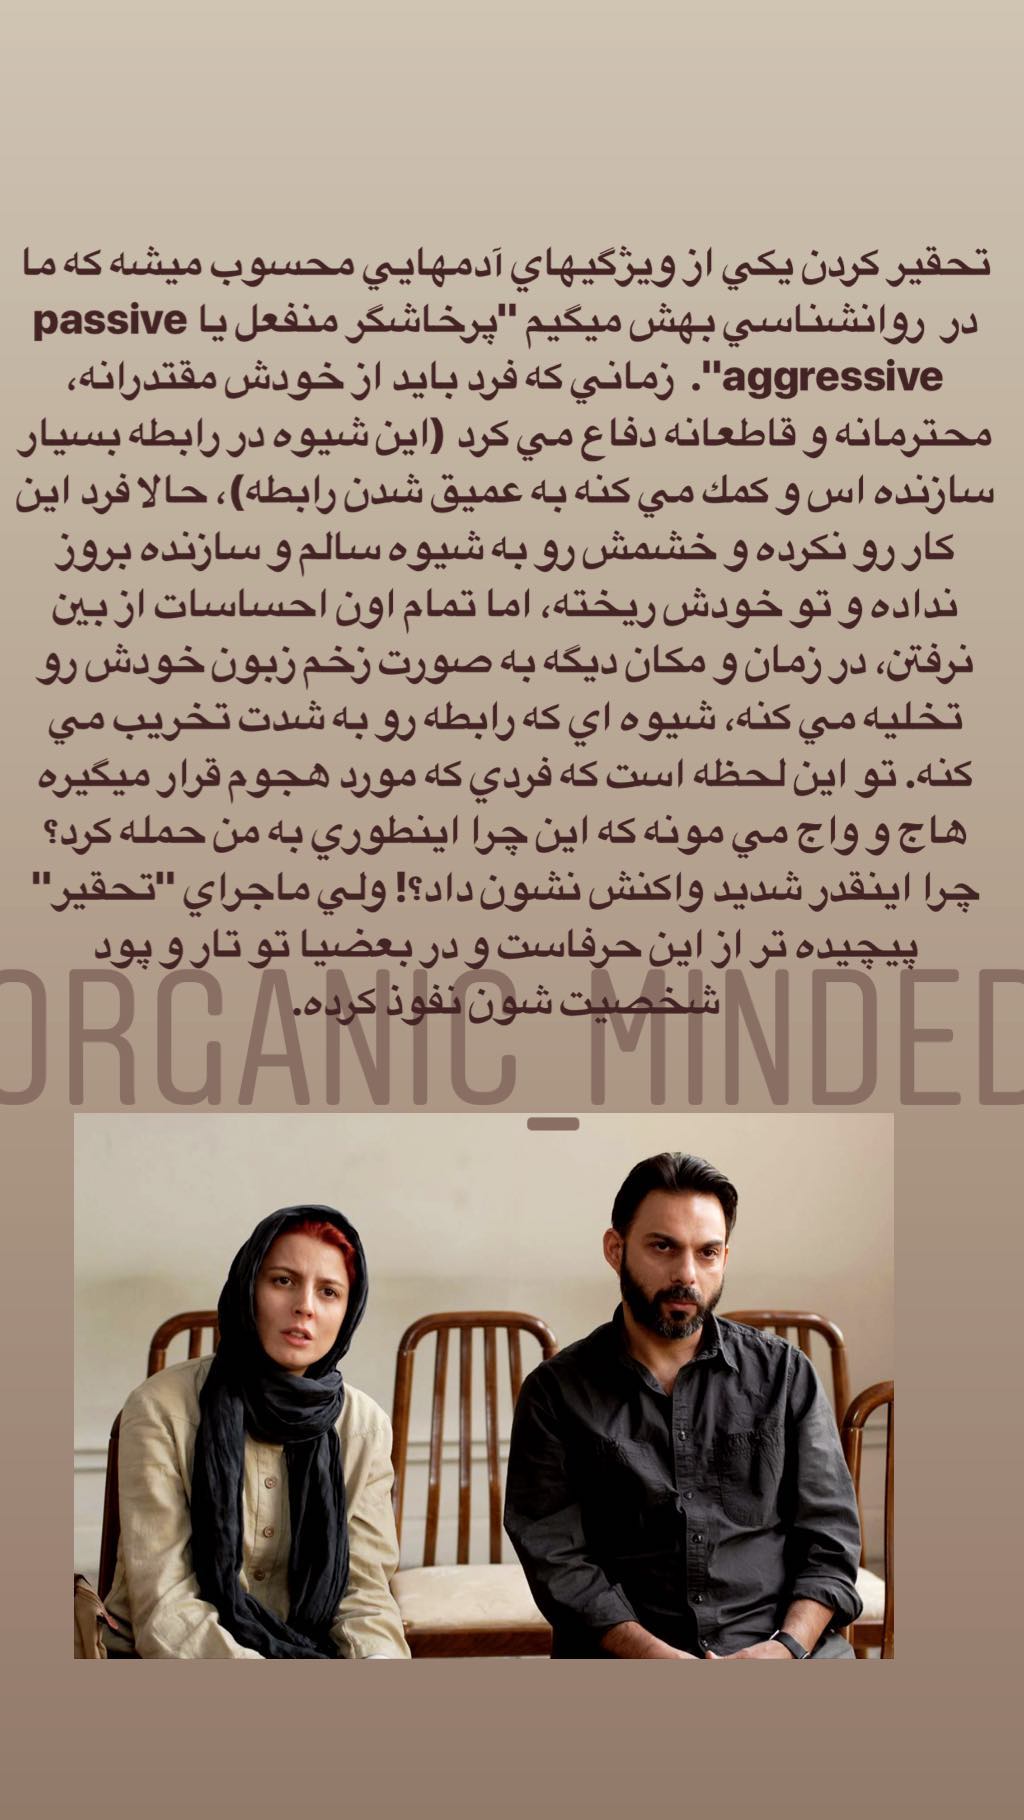 تحقير كردن يكي از ويژگيهاي آدمهايي محسوب ميشه كه ما
در روانشناسي بهش ميگيم "پرخاشگر منفعل يا passive
aggressive". زماني كه فرد بايد از خودش مقتدرانه،
محترمانه و قاطعانه دفاع مي كرد (اين شيوه در رابطه بسيار
سازنده اس و كمك مي كنه به عميق شدن رابطه)، حالا فرد اين
كار رو نكرده و خشمش رو به شيوه سالم و سازنده بروز
نداده و تو خودش ريخته، اما تمام اون احساسات از بين
نرفتن، در زمان و مكان ديگه به صورت زخم زبون خودش رو
تخليه مي كنه، شيوه اي كه رابطه رو به شدت تخريب مي
كنه. تو اين لحظه است كه فردي كه مورد هجوم قرار ميگيره
هاج و واج مي مونه كه اين چرا اينطوري به من حمله كرد؟
چرا اينقدر شديد واكنش نشون داد؟! ولي ماجراي "تحقير"
پيچيده تر از اين حرفاست و در بعضيا تو تار و پود
شخصيت شون نفوذ كرده.
ORGANIC_MINDED